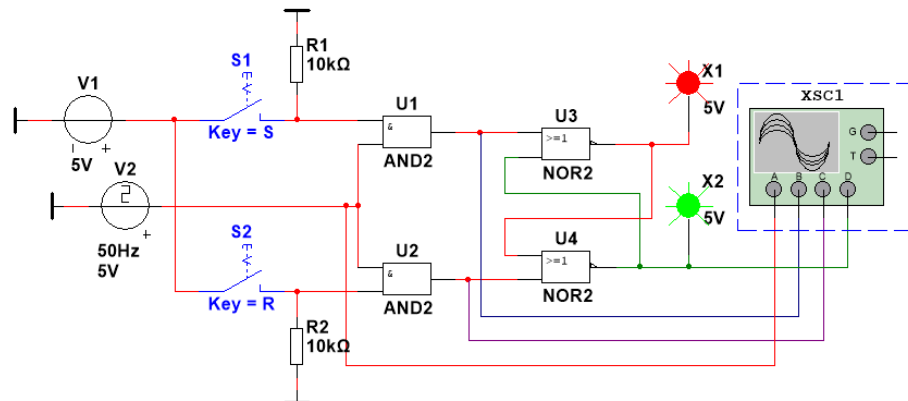 V1
5V
V2
50Hz
5V
S1
Key = S
R1
10kΩ
S2
Key = R
R2
10kΩ
U1
&
AND2
U2
&
AND2
U3
>=1
NOR2
U4
>=1
NOR2
X1
5V
X2
5V
XSC1
G
T
A B C D